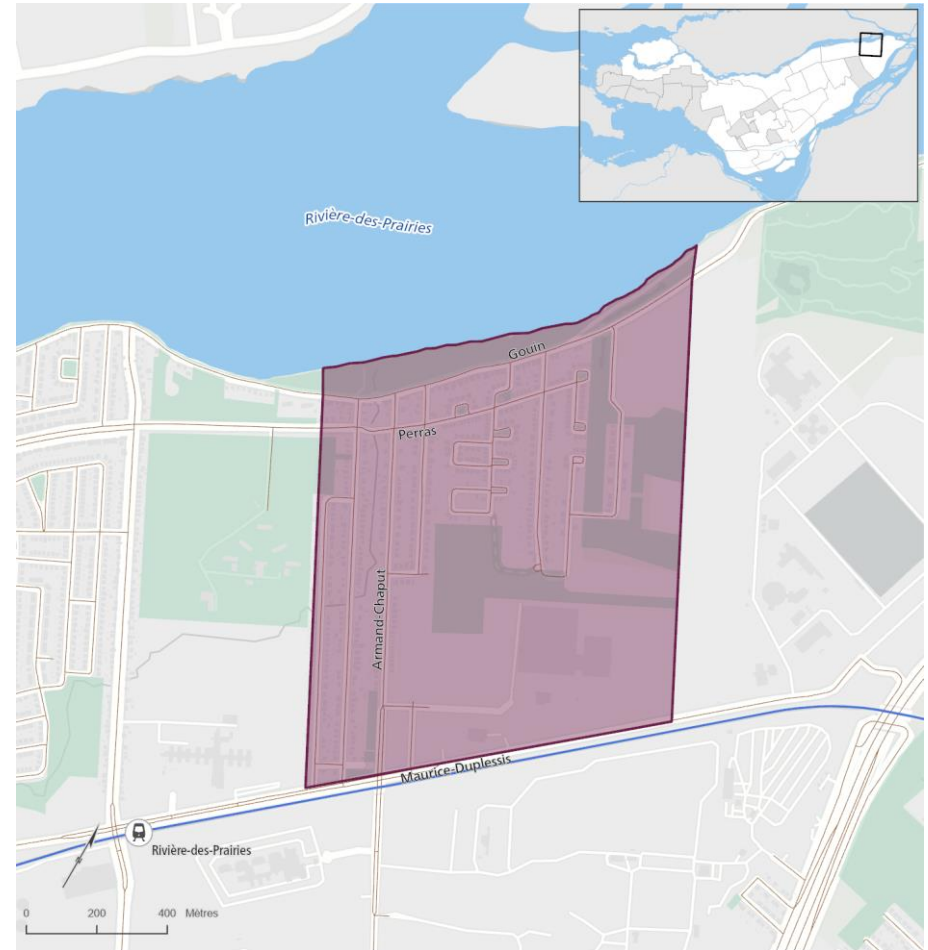 Rivière-des-Prairies
Gouin
Perras
Armand-Chaput
Maurice-Duplessis
Rivière-des-Prairies
0 200 400 Mètres